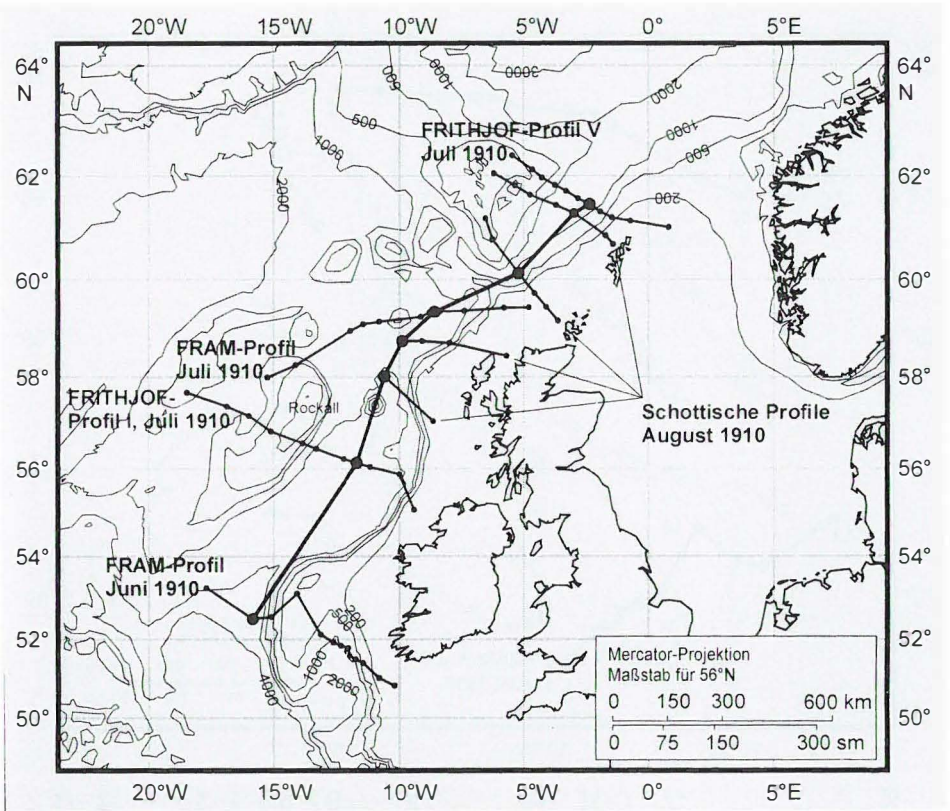 20°W 15°W 10°W 5°W 0° 5°E
64° 64°
N N
3000
600
1000
2000
1000
600
600
4000
FRITHJOF-Profil V
Juli 1910
62° 62°
2000
200
60° 60°
FRAM-Profil
Juli 1910
58° 58°
FRITHJOF-
Profil I, Juli 1910
Rockall
Schottische Profile
August 1910
56° 56°
54° 54°
FRAM-Profil
Juni 1910
52° 52°
200
500
1000
2000
4000
50° 50°
Mercator-Projektion
Maßstab für 56°N
0 150 300 600 km
0 75 150 300 sm
20°W 15°W 10°W 5°W 0° 5°E